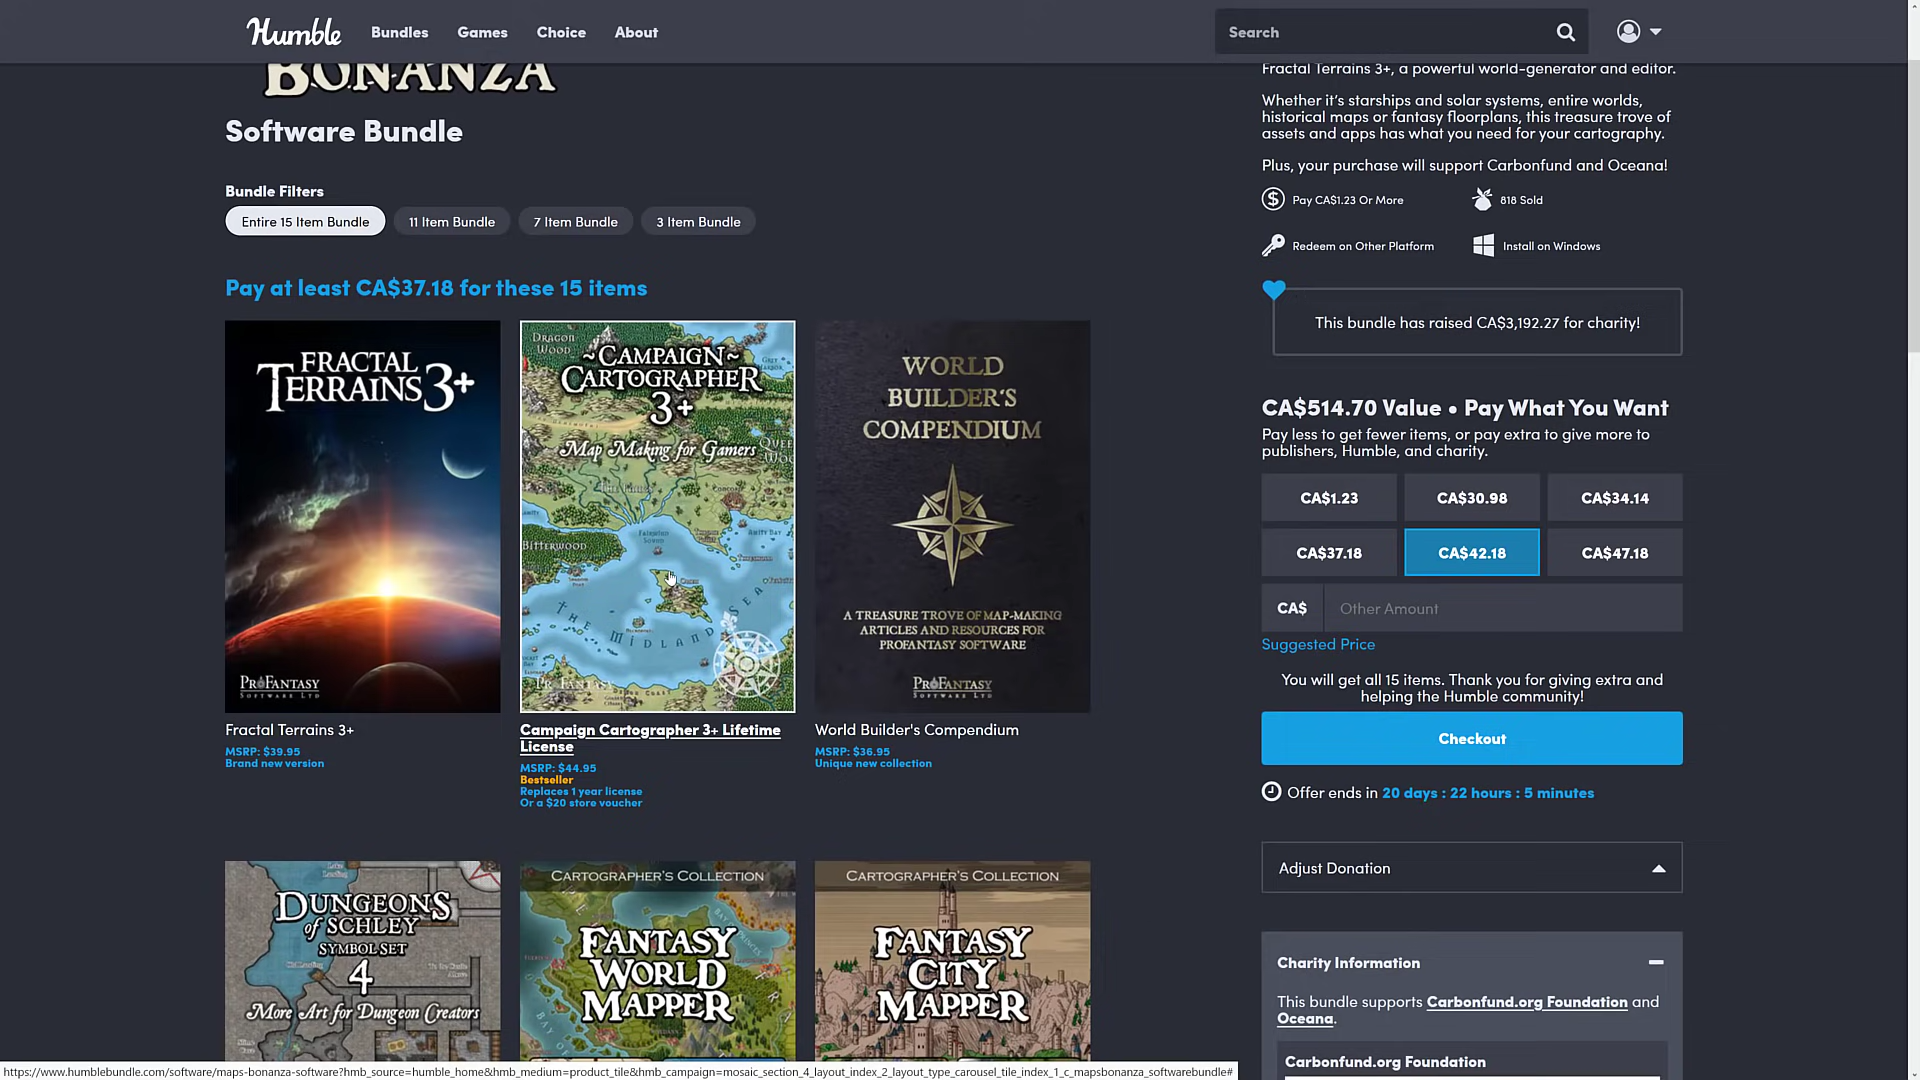 Humble
Bundles
Games
Choice
About
Search
BONANZA
Software Bundle
Bundle Filters
Entire 15 Item Bundle
11 Item Bundle
7 Item Bundle
3 Item Bundle
Pay at least CA$37.18 for these 15 items
FRACTAL
TERRAINS 3+
PROFANTASY
SOFTWARE LTD
Fractal Terrains 3+
MSRP: $39.95
Brand new version
DRAGON
WOOD
~CAMPAIGN~
CARTOGRAPHER
3+
Map Making for Gamers
BITTERWOOD
THE MIDLAND SEA
Campaign Cartographer 3+ Lifetime
License
MSRP: $44.95
Bestseller
Replaces 1 year license
Or a $20 store voucher
WORLD
BUILDER'S
COMPENDIUM
A TREASURE TROVE OF MAP-MAKING
ARTICLES AND RESOURCES FOR
PROFANTASY SOFTWARE
PROFANTASY
SOFTWARE LTD
World Builder's Compendium
MSRP: $36.95
Unique new collection
DUNGEONS
OF SCHLEY
SYMBOL SET
4
More Art for Dungeon Creators
CARTOGRAPHER'S COLLECTION
FANTASY
WORLD
MAPPER
CARTOGRAPHER'S COLLECTION
FANTASY
CITY
MAPPER
Fractal Terrains 3+, a powerful world-generator and editor.
Whether it's starships and solar systems, entire worlds,
historical maps or fantasy floorplans, this treasure trove of
assets and apps has what you need for your cartography.
Plus, your purchase will support Carbonfund and Oceana!
Pay CA$1.23 Or More
818 Sold
Redeem on Other Platform
Install on Windows
This bundle has raised CA$3,192.27 for charity!
CA$514.70 Value • Pay What You Want
Pay less to get fewer items, or pay extra to give more to
publishers, Humble, and charity.
CA$1.23
CA$30.98
CA$34.14
CA$37.18
CA$42.18
CA$47.18
CA$
Other Amount
Suggested Price
You will get all 15 items. Thank you for giving extra and
helping the Humble community!
Checkout
Offer ends in 20 days : 22 hours : 5 minutes
Adjust Donation
Charity Information
This bundle supports Carbonfund.org Foundation and
Oceana.
Carbonfund.org Foundation
https://www.humblebundle.com/software/maps-bonanza-software?hmb_source=humble_home&hmb_medium=product_tile&hmb_campaign=mosaic_section_4_layout_index_2_layout_type_carousel_tile_index_1_c_mapsbonanza_softwarebundle#